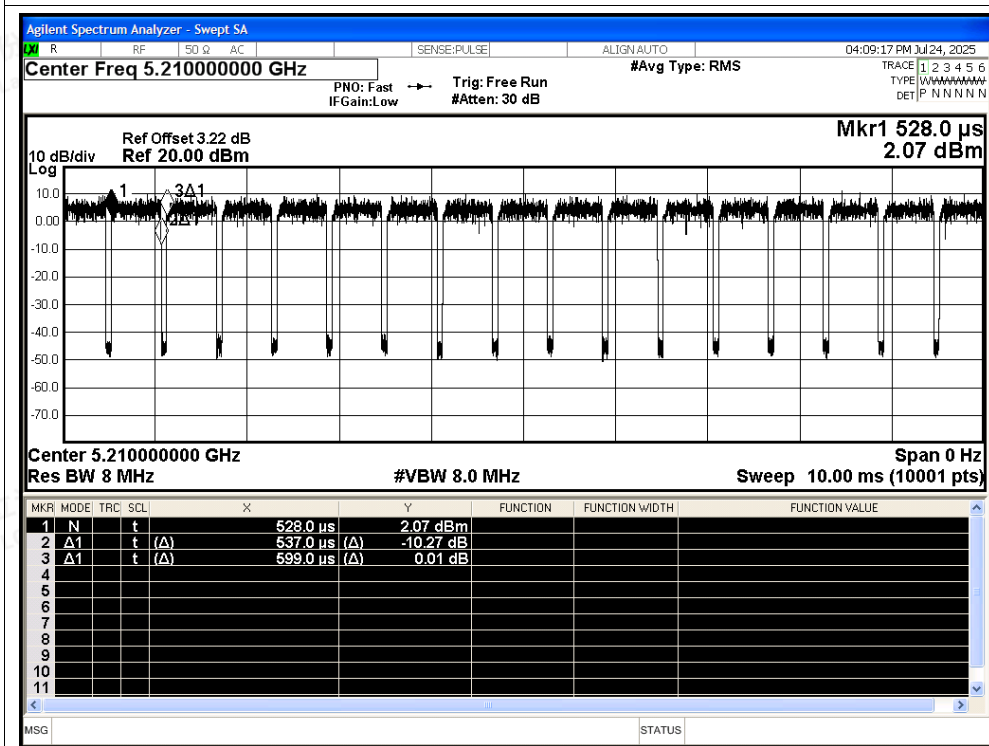 Agilent Spectrum Analyzer - Swept SA
LXI R RF 50 Ω AC SENSE:PULSE ALIGN AUTO 04:09:17 PM Jul 24, 2025
Center Freq 5.210000000 GHz #Avg Type: RMS TRACE 1 2 3 4 5 6
PNO: Fast Trig: Free Run TYPE
IFGain:Low #Atten: 30 dB DET P N N N N N
Mkr1 528.0 µs
Ref Offset 3.22 dB
10 dB/div Ref 20.00 dBm 2.07 dBm
Log
10.0
1 3Δ1
0.00
2Δ1
-10.0
-20.0
-30.0
-40.0
-50.0
-60.0
-70.0
Center 5.210000000 GHz Span 0 Hz
Res BW 8 MHz #VBW 8.0 MHz Sweep 10.00 ms (10001 pts)
MKR MODE TRC SCL X Y FUNCTION FUNCTION WIDTH FUNCTION VALUE
1 N t 528.0 µs 2.07 dBm
2 Δ1 t (Δ) 537.0 µs (Δ) -10.27 dB
3 Δ1 t (Δ) 599.0 µs (Δ) 0.01 dB
4
5
6
7
8
9
10
11
MSG STATUS